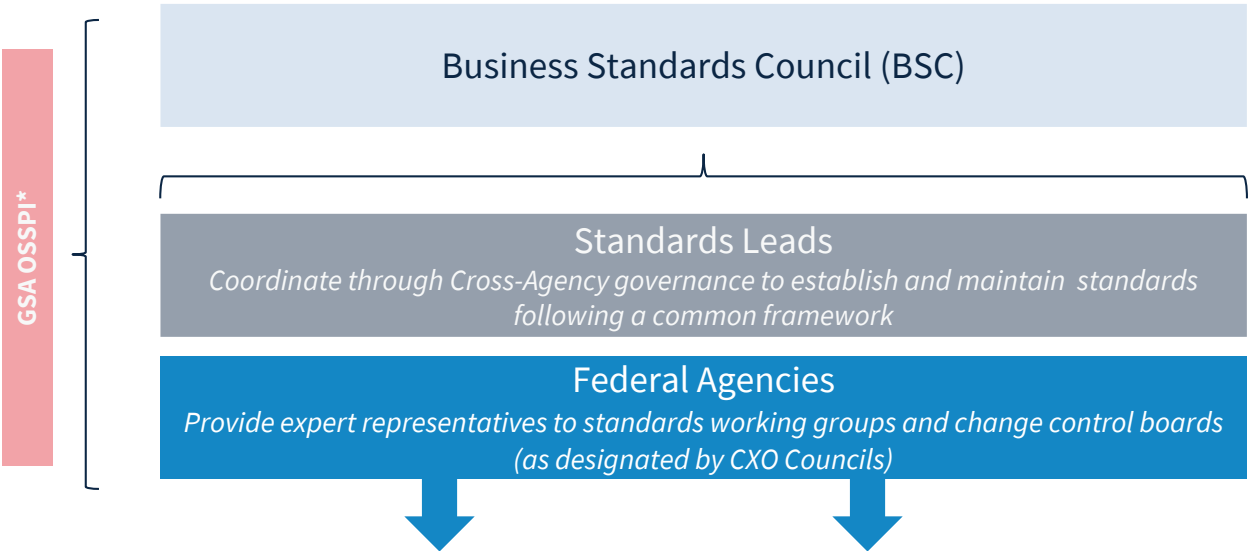 Business Standards Council (BSC)
GSA OSSPI*
Standards Leads
Coordinate through Cross-Agency governance to establish and maintain  standards
following a common framework
Federal Agencies
Provide expert representatives to standards working groups and change control boards
(as designated by CXO Councils)